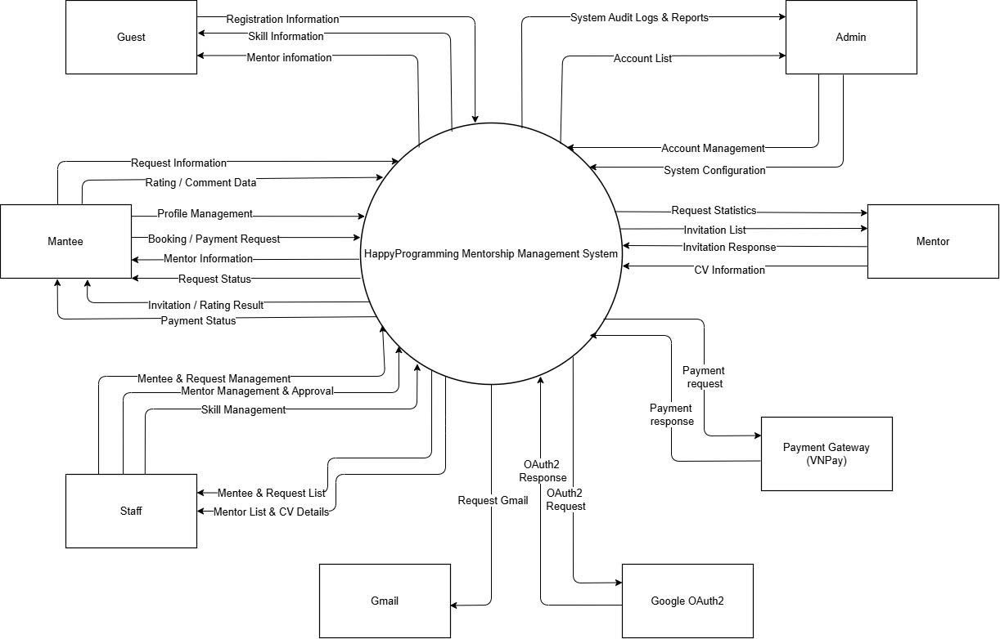 Guest
Registration Information
Skill Information
Mentor infomation
System Audit Logs & Reports
Account List
Admin
Account Management
System Configuration
Request Information
Rating / Comment Data
Profile Management
Booking / Payment Request
Mantee
Mentor Information
Request Status
Invitation / Rating Result
Payment Status
HappyProgramming Mentorship Management System
Request Statistics
Invitation List
Invitation Response
CV Information
Mentor
Mentee & Request Management
Mentor Management & Approval
Skill Management
Payment
request
Payment
response
Payment Gateway
(VNPay)
Staff
Mentee & Request List
Mentor List & CV Details
Request Gmail
OAuth2
Response
OAuth2
Request
Gmail
Google OAuth2